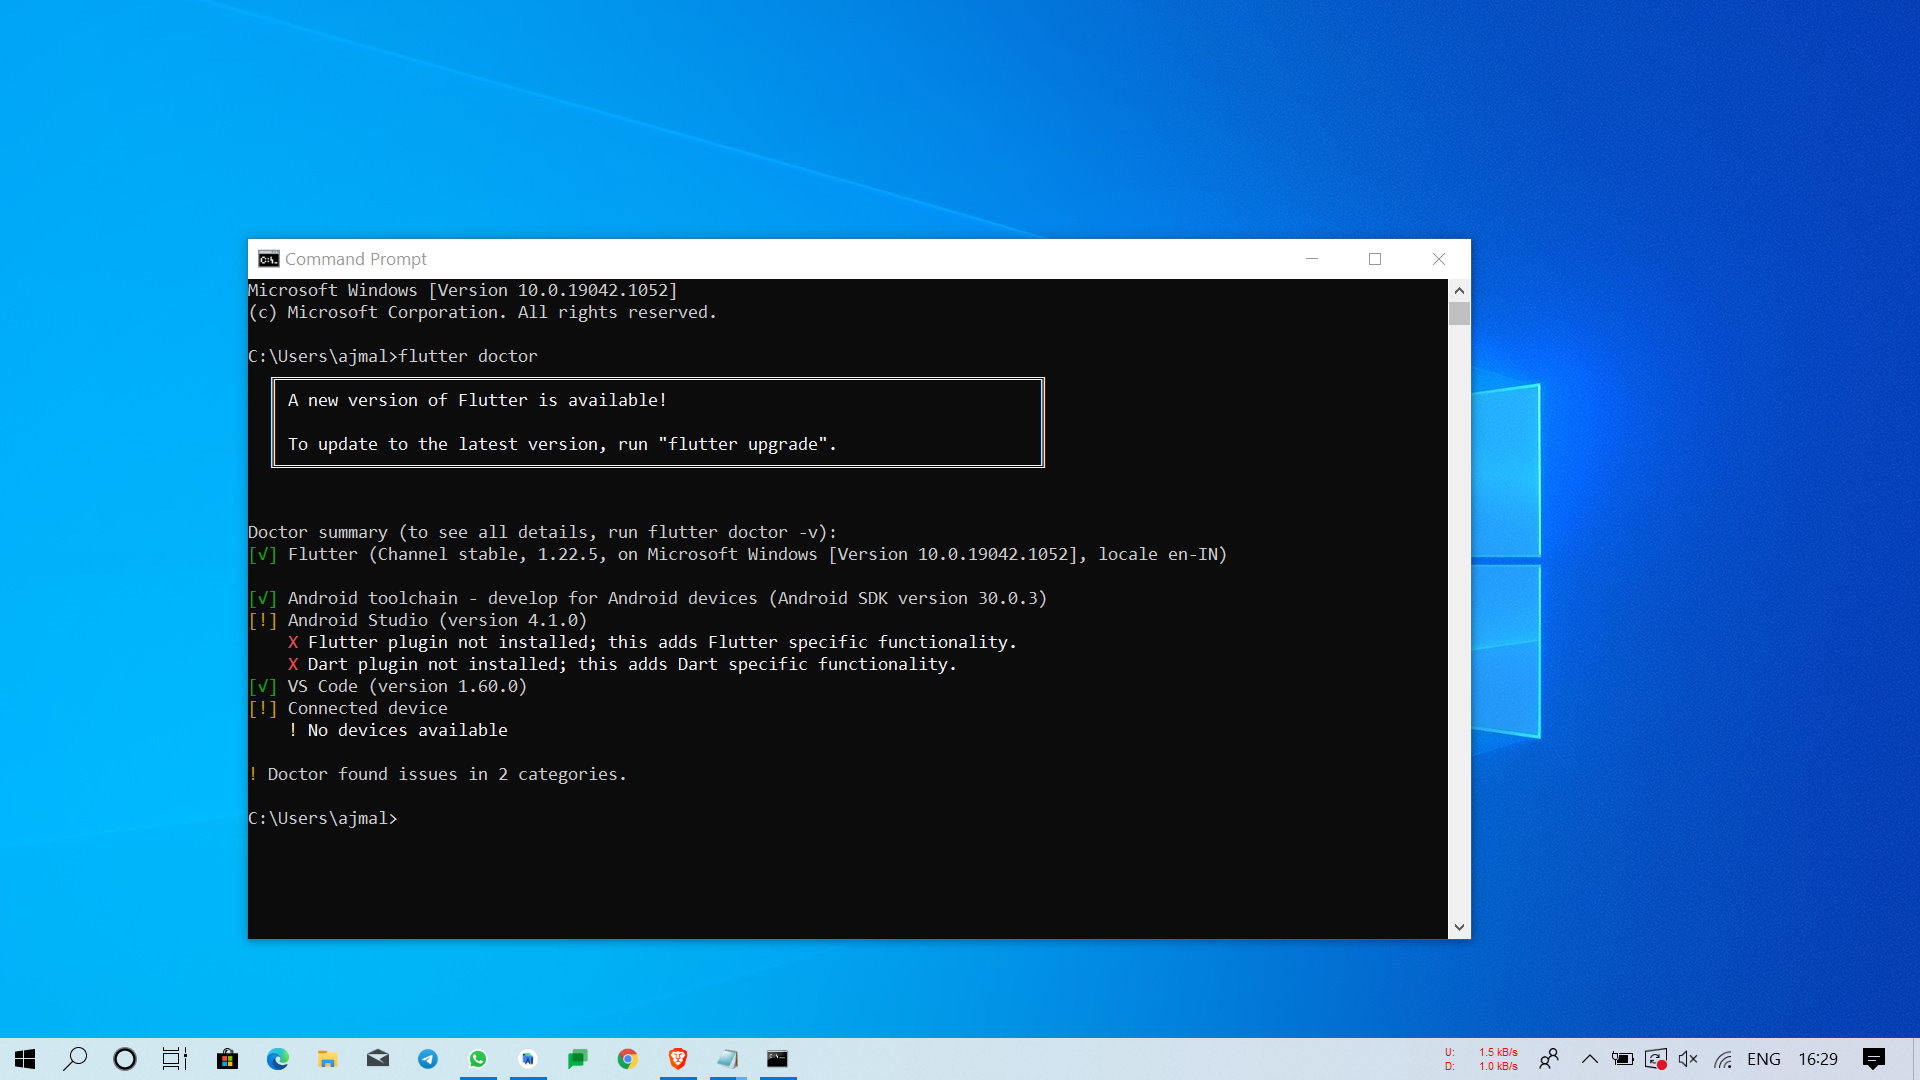 Command Prompt
Microsoft Windows [Version 10.0.19042.1052]
(c) Microsoft Corporation. All rights reserved.
C:\Users\ajmal>flutter doctor
A new version of Flutter is available!
To update to the latest version, run "flutter upgrade".
Doctor summary (to see all details, run flutter doctor -v):
[√] Flutter (Channel stable, 1.22.5, on Microsoft Windows [Version 10.0.19042.1052], locale en-IN)
[√] Android toolchain - develop for Android devices (Android SDK version 30.0.3)
[!] Android Studio (version 4.1.0)
X Flutter plugin not installed; this adds Flutter specific functionality.
X Dart plugin not installed; this adds Dart specific functionality.
[√] VS Code (version 1.60.0)
[!] Connected device
! No devices available
! Doctor found issues in 2 categories.
C:\Users\ajmal>
U: 1.5 kB/s
D: 1.0 kB/s
ENG
16:29